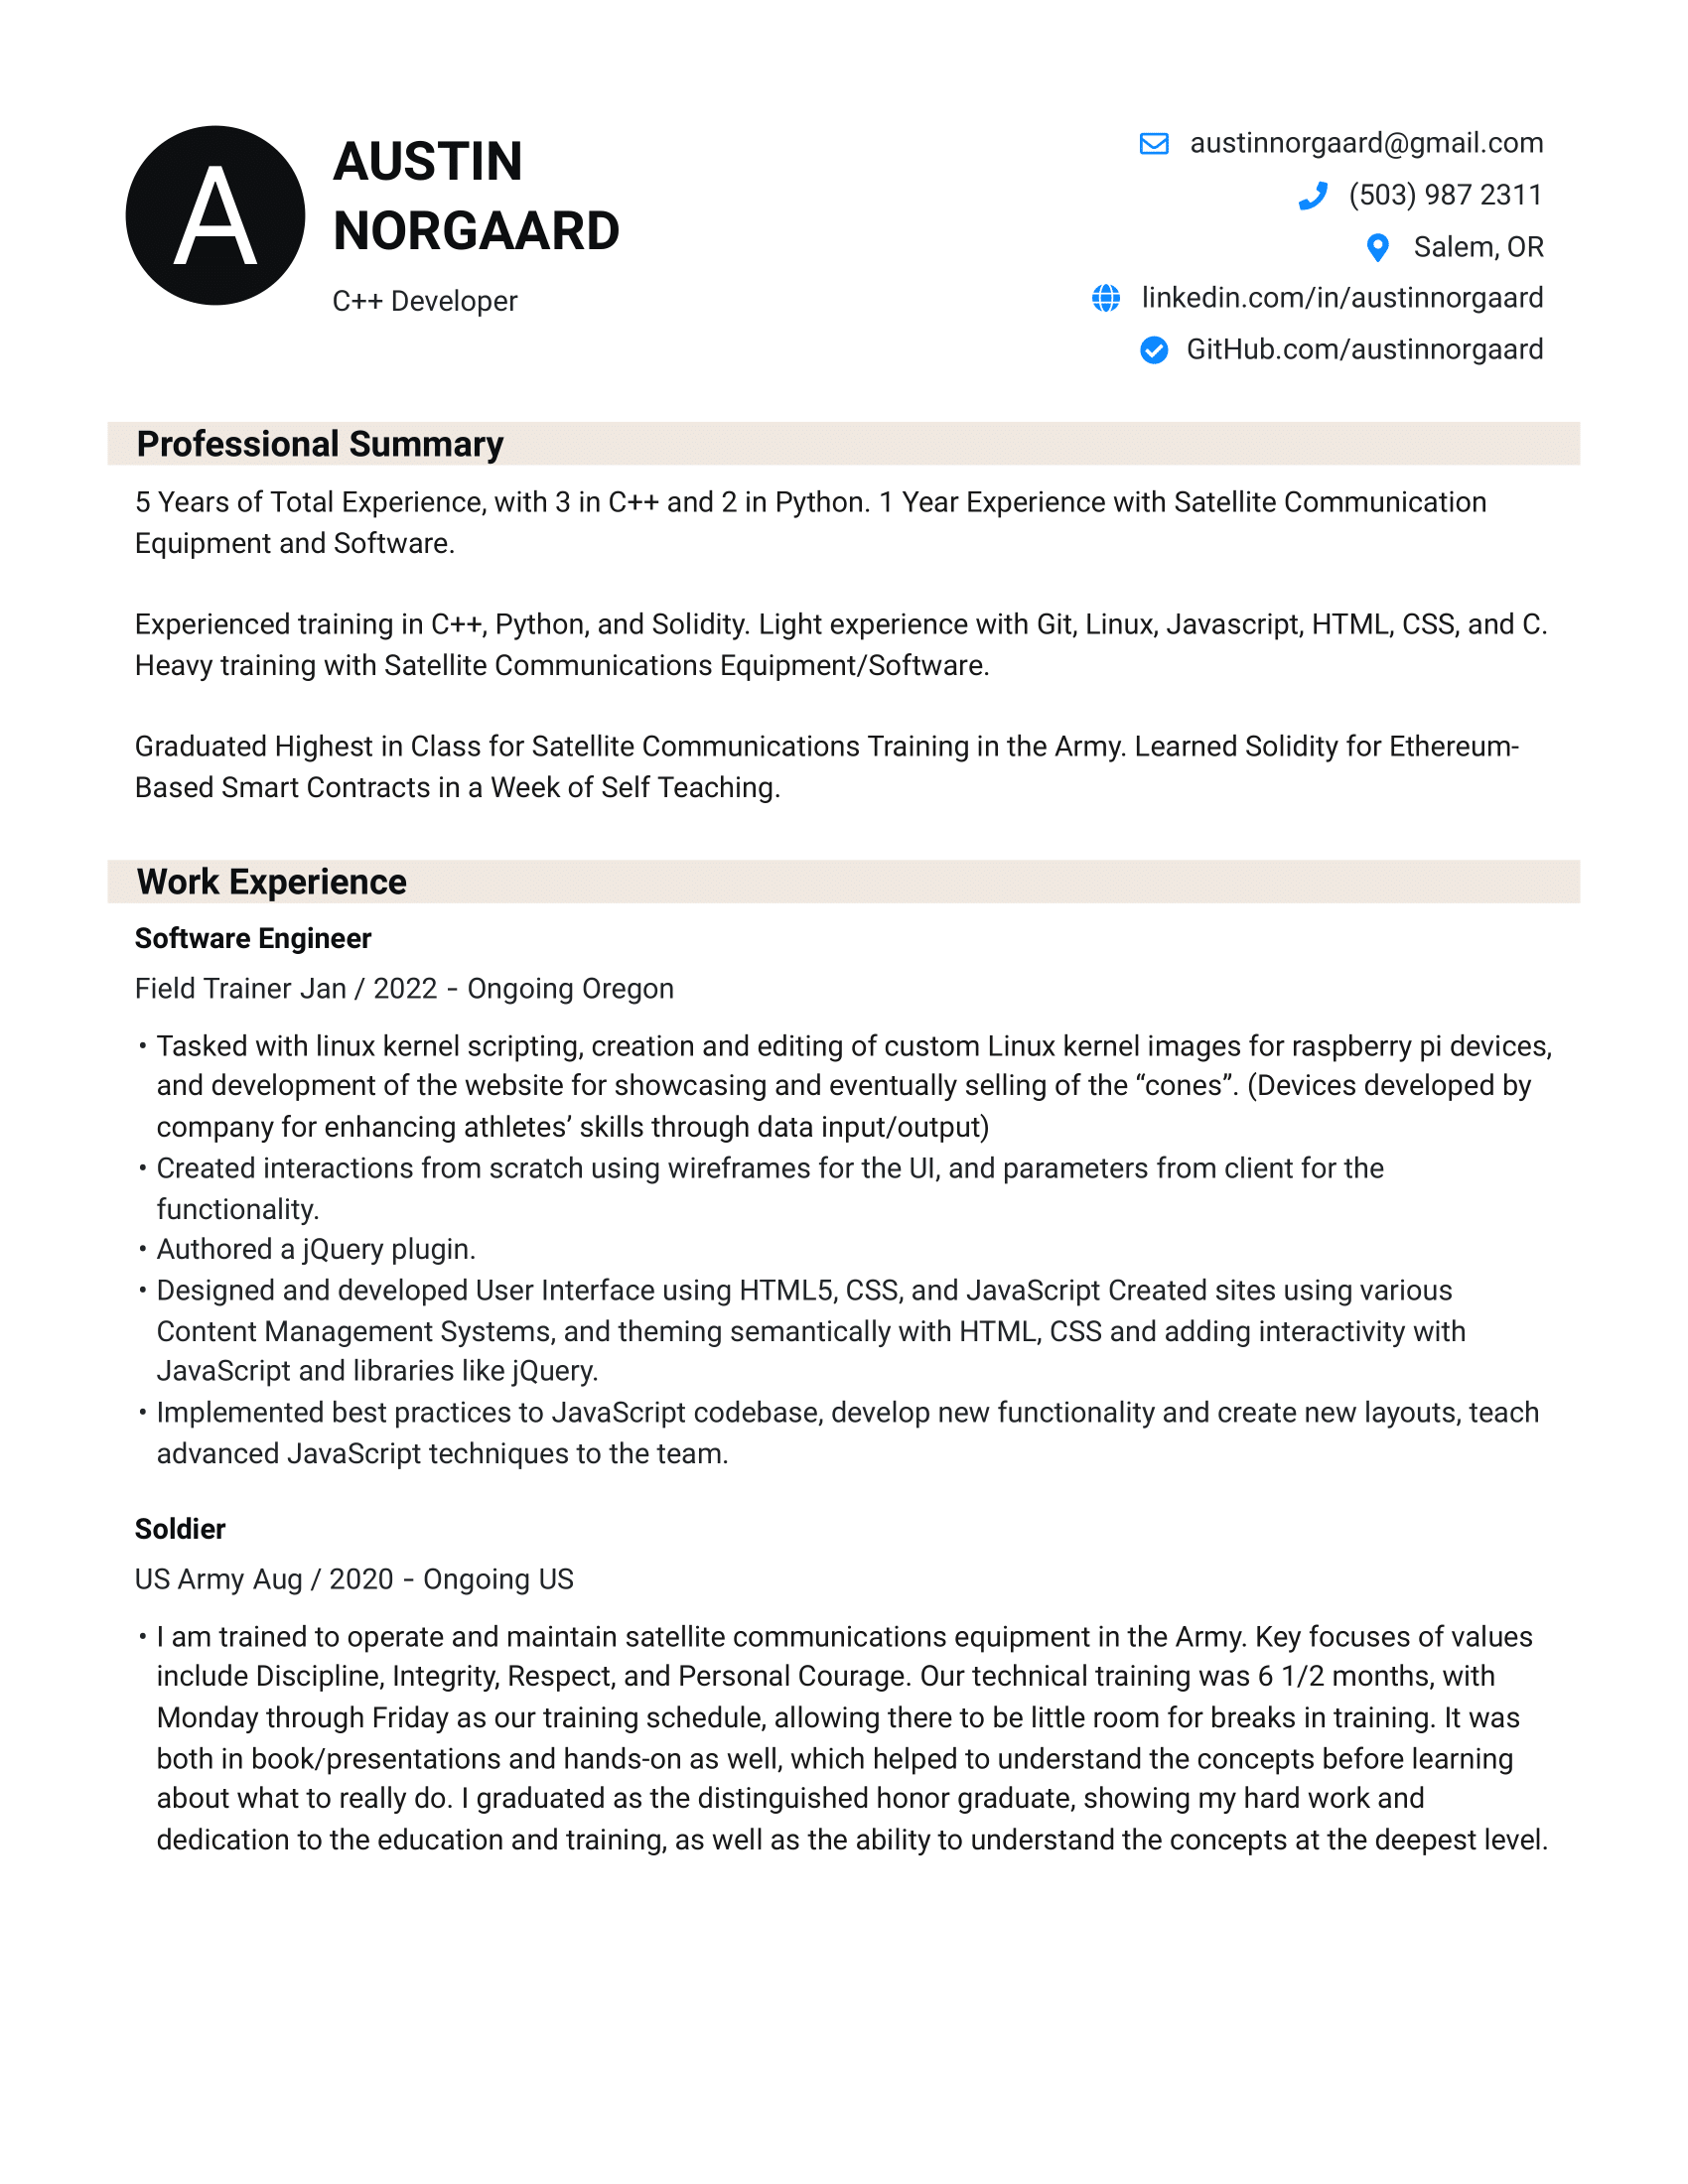 A
AUSTIN
NORGAARD
C++ Developer
austinnorgaard@gmail.com
(503) 987 2311
Salem, OR
linkedin.com/in/austinnorgaard
GitHub.com/austinnorgaard
Professional Summary
5 Years of Total Experience, with 3 in C++ and 2 in Python. 1 Year Experience with Satellite Communication
Equipment and Software.
Experienced training in C++, Python, and Solidity. Light experience with Git, Linux, Javascript, HTML, CSS, and C.
Heavy training with Satellite Communications Equipment/Software.
Graduated Highest in Class for Satellite Communications Training in the Army. Learned Solidity for Ethereum-
Based Smart Contracts in a Week of Self Teaching.
Work Experience
Software Engineer
Field Trainer Jan / 2022 - Ongoing Oregon
• Tasked with linux kernel scripting, creation and editing of custom Linux kernel images for raspberry pi devices,
and development of the website for showcasing and eventually selling of the “cones”. (Devices developed by
company for enhancing athletes’ skills through data input/output)
• Created interactions from scratch using wireframes for the UI, and parameters from client for the
functionality.
• Authored a jQuery plugin.
• Designed and developed User Interface using HTML5, CSS, and JavaScript Created sites using various
Content Management Systems, and theming semantically with HTML, CSS and adding interactivity with
JavaScript and libraries like jQuery.
• Implemented best practices to JavaScript codebase, develop new functionality and create new layouts, teach
advanced JavaScript techniques to the team.
Soldier
US Army Aug / 2020 - Ongoing US
• I am trained to operate and maintain satellite communications equipment in the Army. Key focuses of values
include Discipline, Integrity, Respect, and Personal Courage. Our technical training was 6 1/2 months, with
Monday through Friday as our training schedule, allowing there to be little room for breaks in training. It was
both in book/presentations and hands-on as well, which helped to understand the concepts before learning
about what to really do. I graduated as the distinguished honor graduate, showing my hard work and
dedication to the education and training, as well as the ability to understand the concepts at the deepest level.